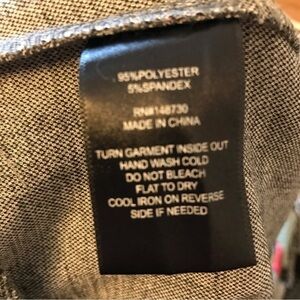 95%POLYESTER
5%SPANDEX
RN#148730
MADE IN CHINA
TURN GARMENT INSIDE OUT
HAND WASH COLD
DO NOT BLEACH
FLAT TO DRY
COOL IRON ON REVERSE
SIDE IF NEEDED